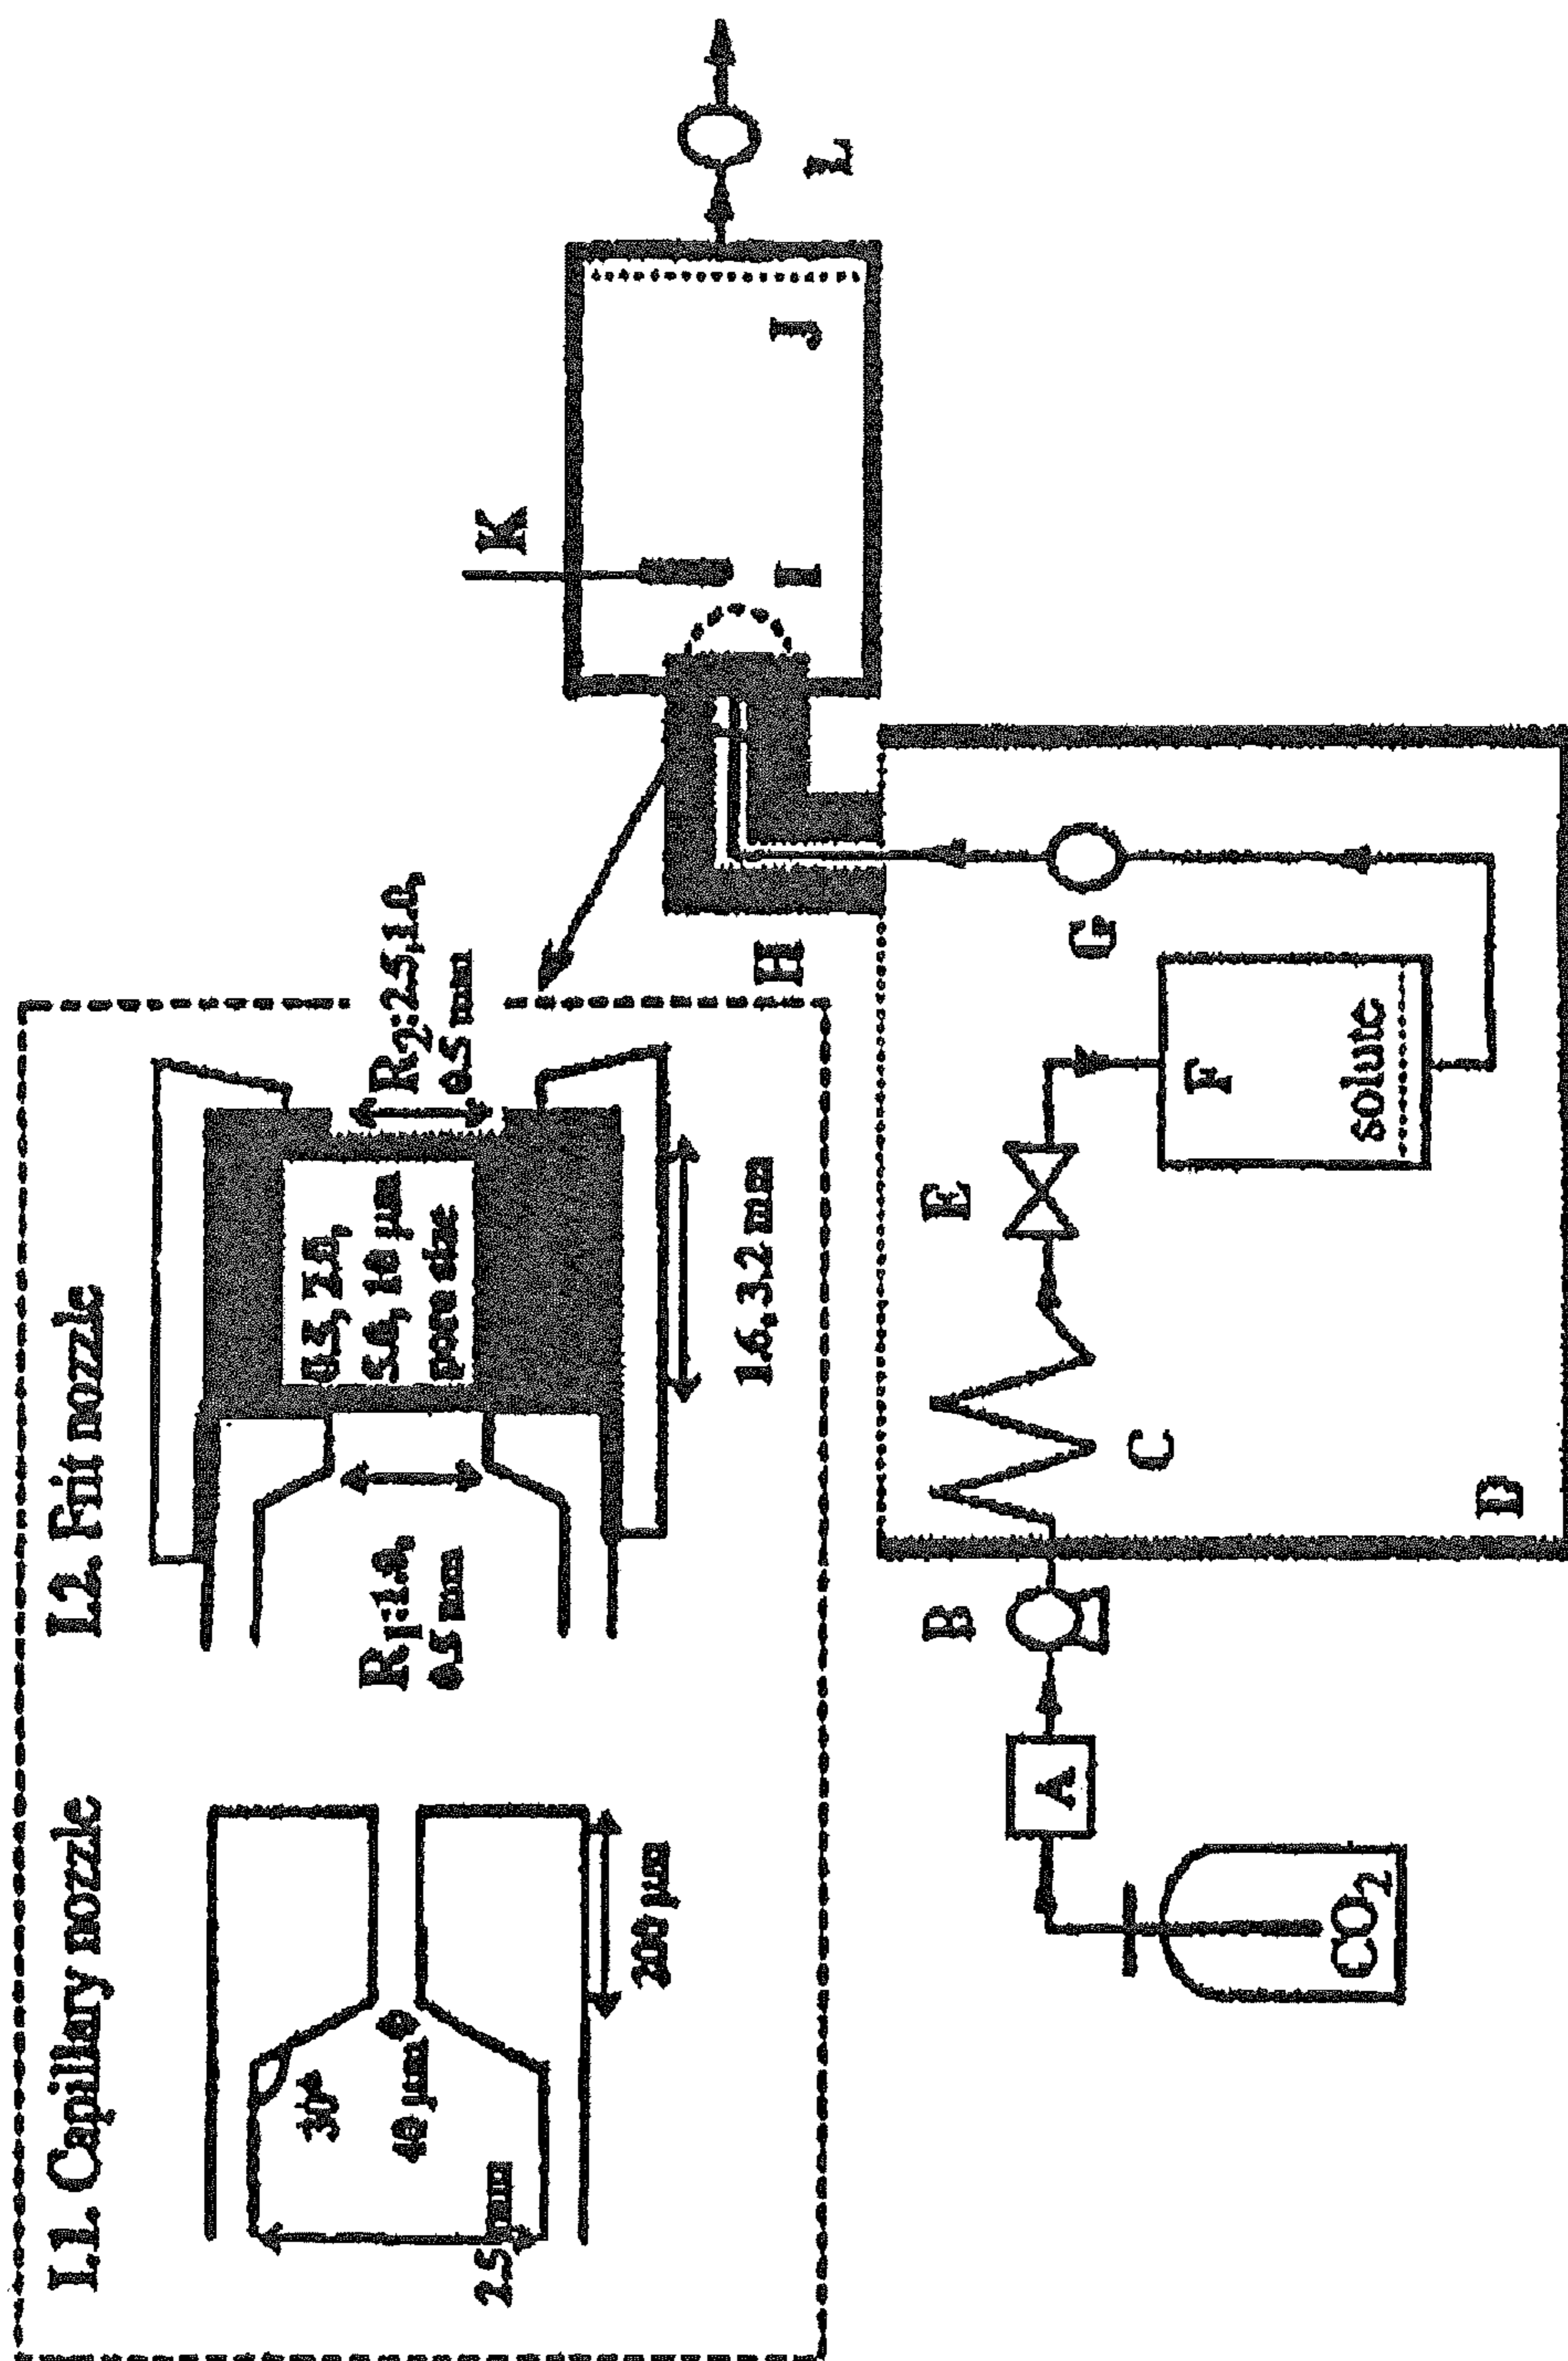 I.1. Capillary nozzle
30°
40 µm
2.5 mm
200 µm
I.2. Frit nozzle
R1:1.0,
0.5 mm
0.5, 2.0,
5.0, 10 µm
pore size
R2:2.5,1.0,
0.5 mm
1.6, 3.2 mm
CO2
A
B
C
D
E
F
solute
G
H
I
J
K
L